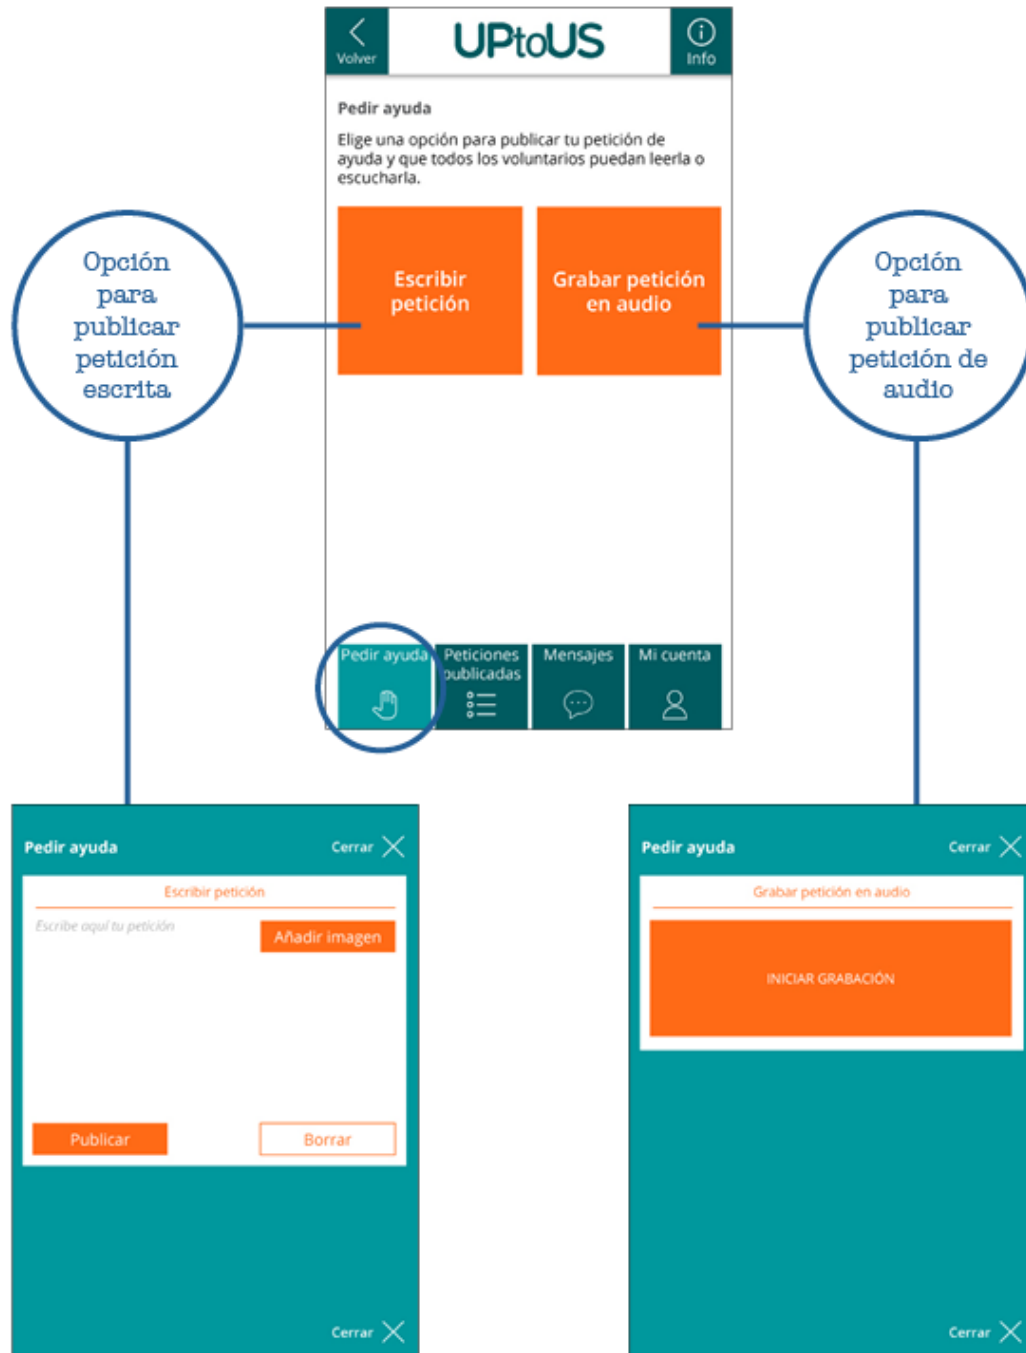 Volver
UPtoUS
Info
Pedir ayuda
Elige una opción para publicar tu petición de
ayuda y que todos los voluntarios puedan leerla o
escucharla.
Opción
para
publicar
petición
escrita
Escribir
petición
Grabar petición
en audio
Opción
para
publicar
petición de
audio
Pedir ayuda
Peticiones
publicadas
Mensajes
Mi cuenta
Pedir ayuda
Cerrar
Escribir petición
Escribe aquí tu petición
Añadir imagen
Publicar
Borrar
Cerrar
Pedir ayuda
Cerrar
Grabar petición en audio
INICIAR GRABACIÓN
Cerrar